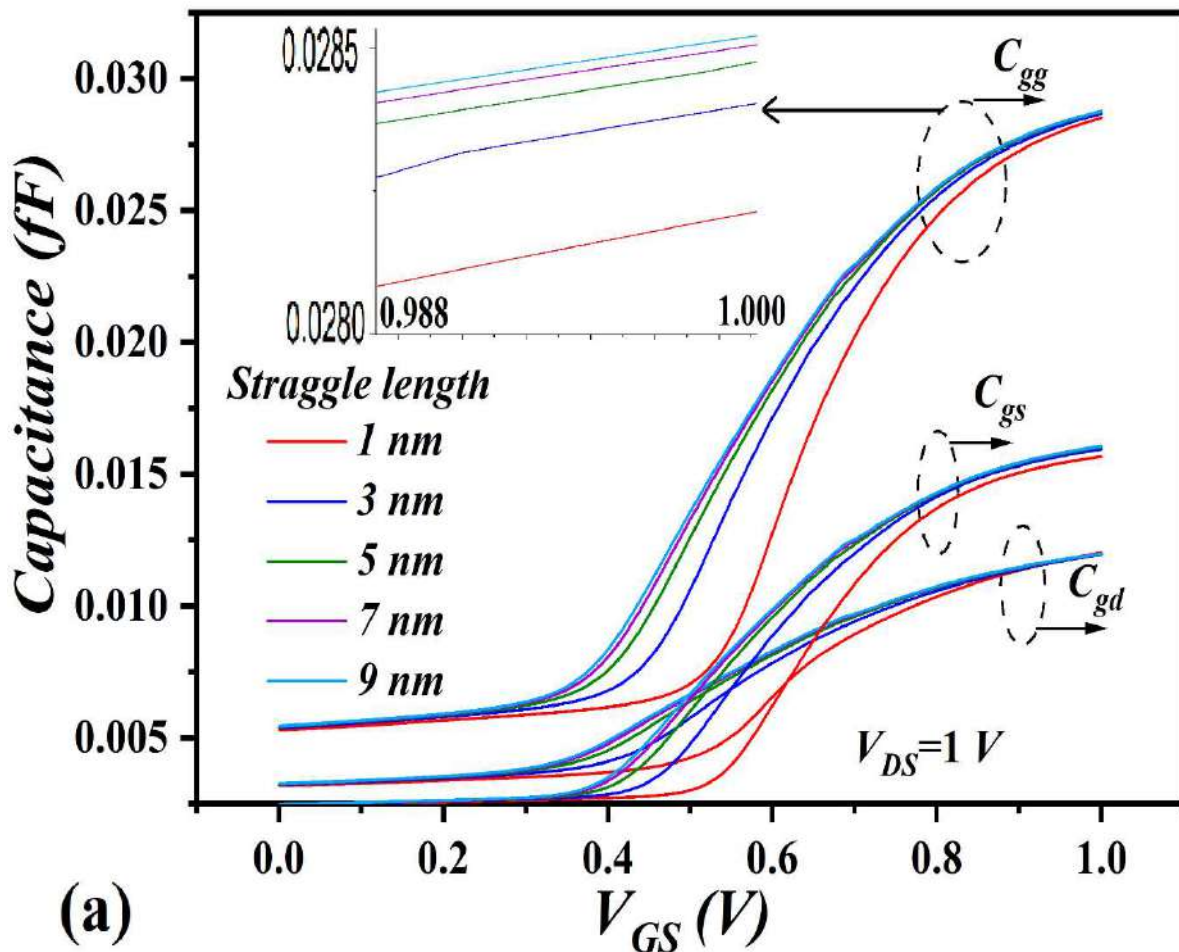 0.0285
0.0280
0.988 1.000
C_gg
C_gs
C_gd
Straggle length
1 nm
3 nm
5 nm
7 nm
9 nm
V_DS=1 V
Capacitance (fF)
0.030
0.025
0.020
0.015
0.010
0.005
0.0 0.2 0.4 0.6 0.8 1.0
V_GS (V)
(a)